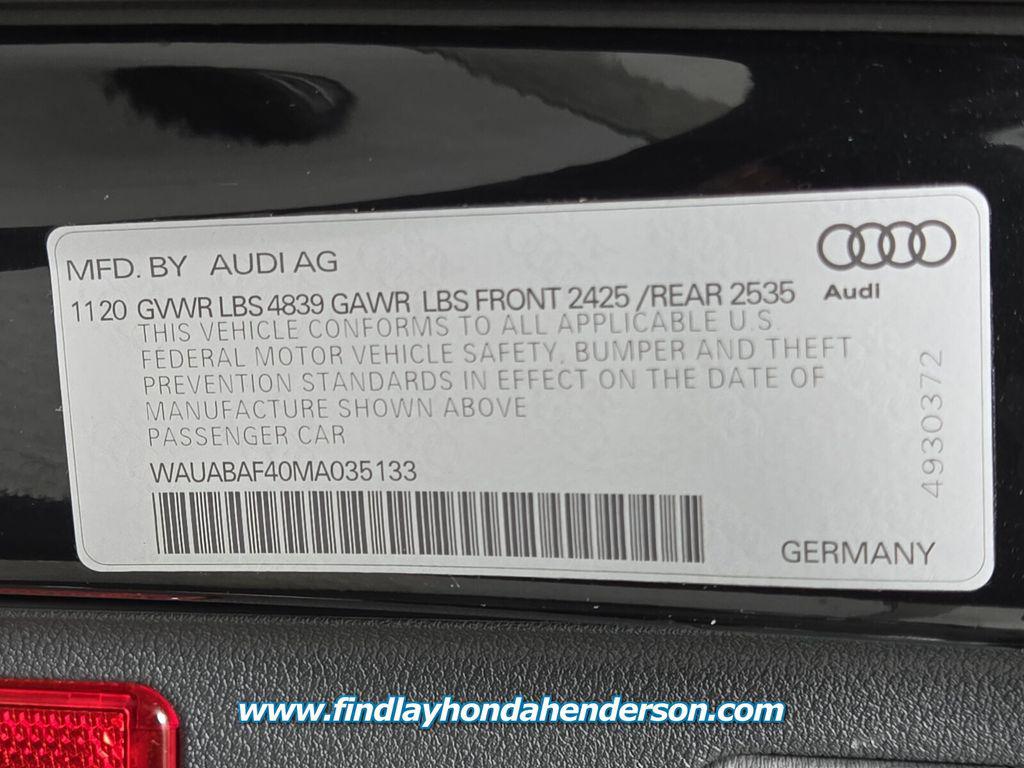 MFD. BY AUDI AG
1120 GVWR LBS 4839 GAWR LBS FRONT 2425 /REAR 2535
Audi
THIS VEHICLE CONFORMS TO ALL APPLICABLE U.S.
FEDERAL MOTOR VEHICLE SAFETY, BUMPER AND THEFT
PREVENTION STANDARDS IN EFFECT ON THE DATE OF
MANUFACTURE SHOWN ABOVE
PASSENGER CAR
WAUABAF40MA035133
4930372
GERMANY
www.findlayhondahenderson.com